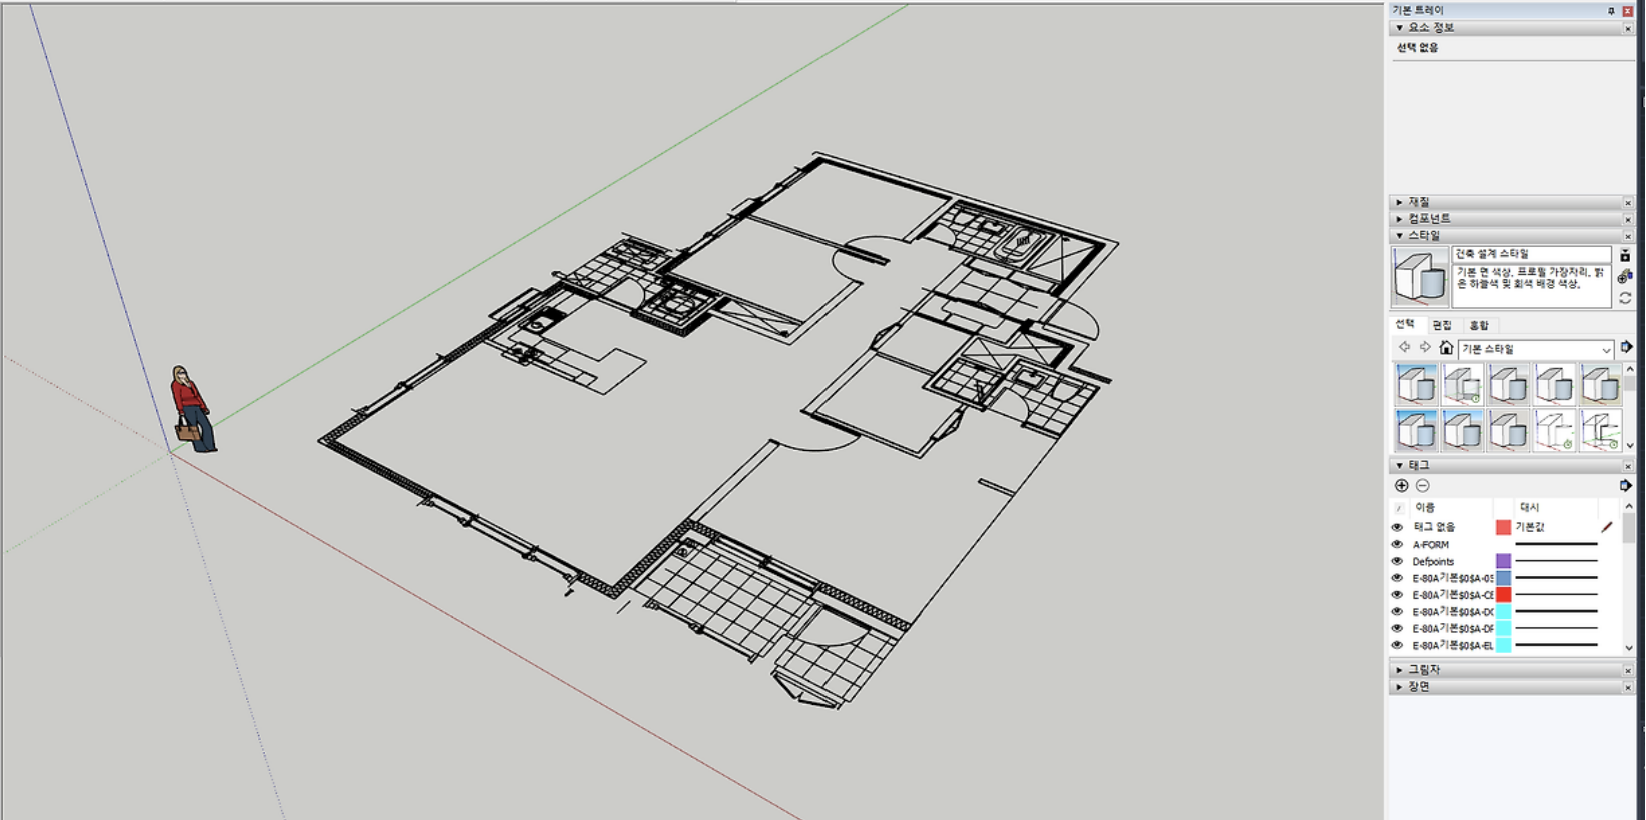 기본 트레이
요소 정보
선택 없음
재질
컴포넌트
스타일
건축 설계 스타일
기본 면 색상, 프로필 가장자리, 밝
은 하늘색 및 회색 배경 색상.
선택 편집 혼합
기본 스타일
태그
이름 대시
태그 없음 기본값
A-FORM
Defpoints
E-80A기본$0$A-0
E-80A기본$0$A-CE
E-80A기본$0$A-DO
E-80A기본$0$A-DF
E-80A기본$0$A-EL
그림자
장면